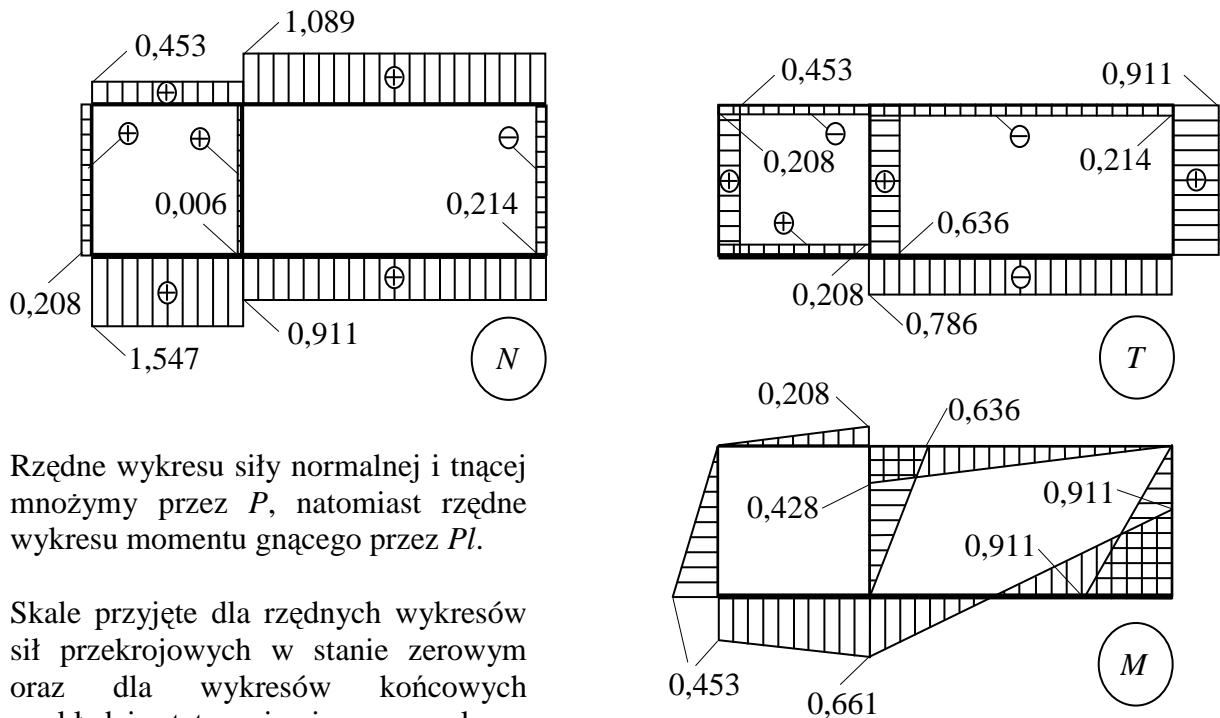 1,089
0,453
0,006
0,214
0,208
1,547
0,911
N
0,453
0,911
0,208
0,214
0,636
0,208
0,786
T
0,208
0,636
0,428
0,911
0,911
0,453
0,661
M
Rzędne wykresu siły normalnej i tnącej
mnożymy przez P, natomiast rzędne
wykresu momentu gnącego przez Pl.
Skale przyjęte dla rzędnych wykresów
sił przekrojowych w stanie zerowym
oraz dla wykresów końcowych